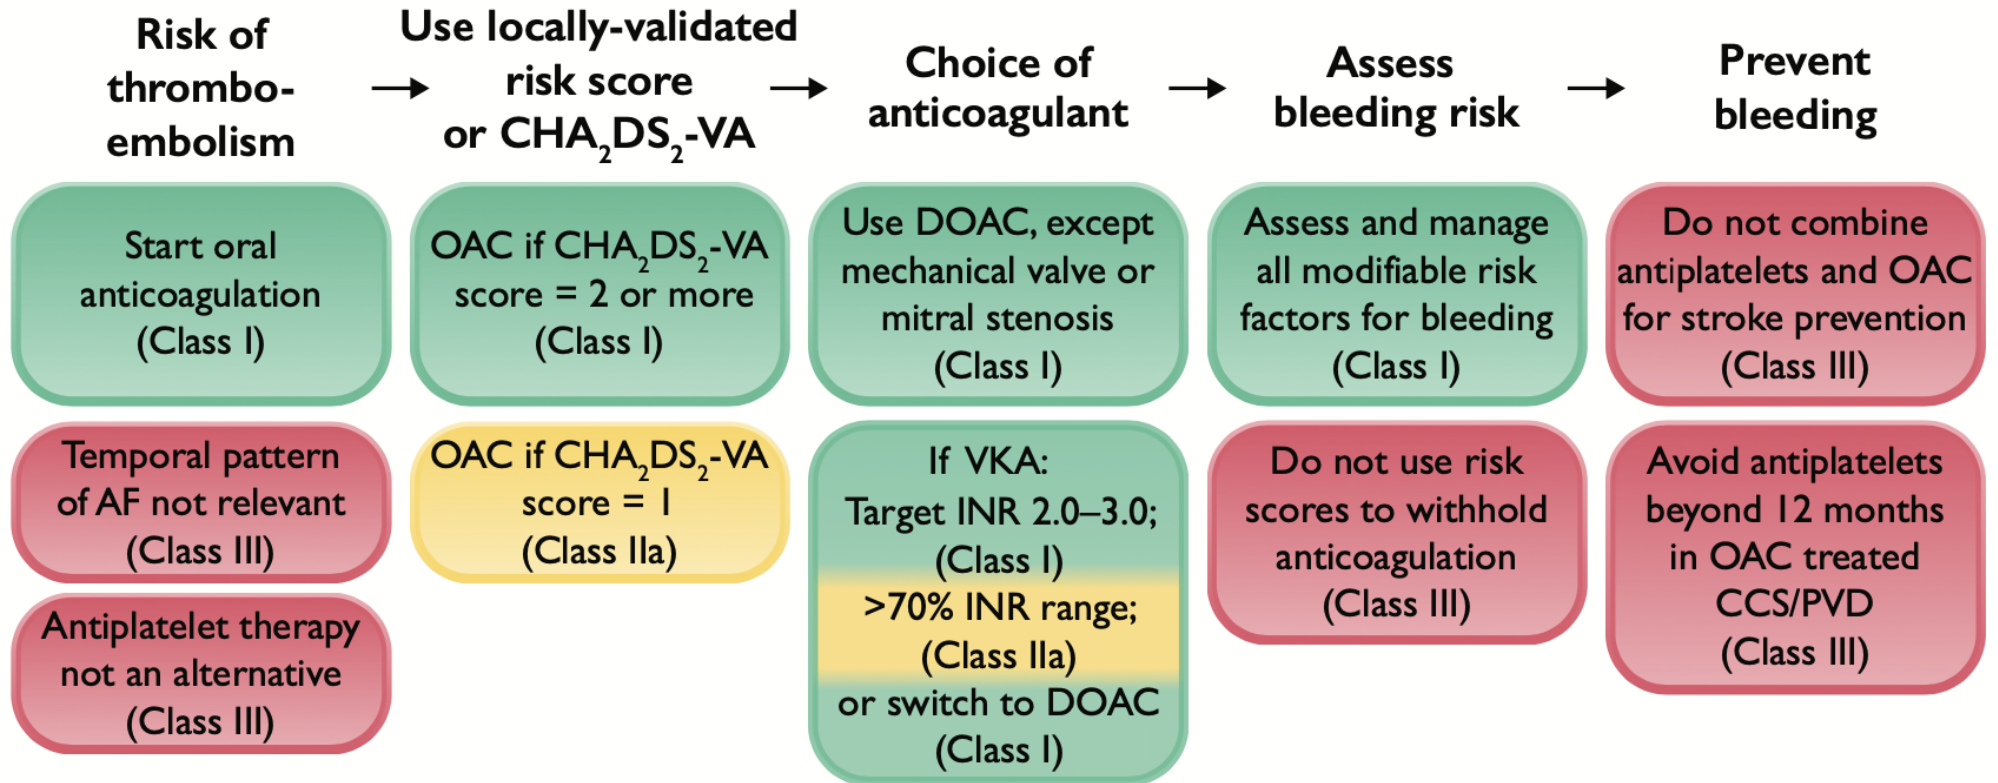 Risk of
thrombo-
embolism
Use locally-validated
risk score
or CHA₂DS₂-VA
Choice of
anticoagulant
Assess
bleeding risk
Prevent
bleeding
Start oral
anticoagulation
(Class I)
Temporal pattern
of AF not relevant
(Class III)
Antiplatelet therapy
not an alternative
(Class III)
OAC if CHA₂DS₂-VA
score = 2 or more
(Class I)
OAC if CHA₂DS₂-VA
score = 1
(Class IIa)
Use DOAC, except
mechanical valve or
mitral stenosis
(Class I)
If VKA:
Target INR 2.0–3.0;
(Class I)
>70% INR range;
(Class IIa)
or switch to DOAC
(Class I)
Assess and manage
all modifiable risk
factors for bleeding
(Class I)
Do not use risk
scores to withhold
anticoagulation
(Class III)
Do not combine
antiplatelets and OAC
for stroke prevention
(Class III)
Avoid antiplatelets
beyond 12 months
in OAC treated
CCS/PVD
(Class III)